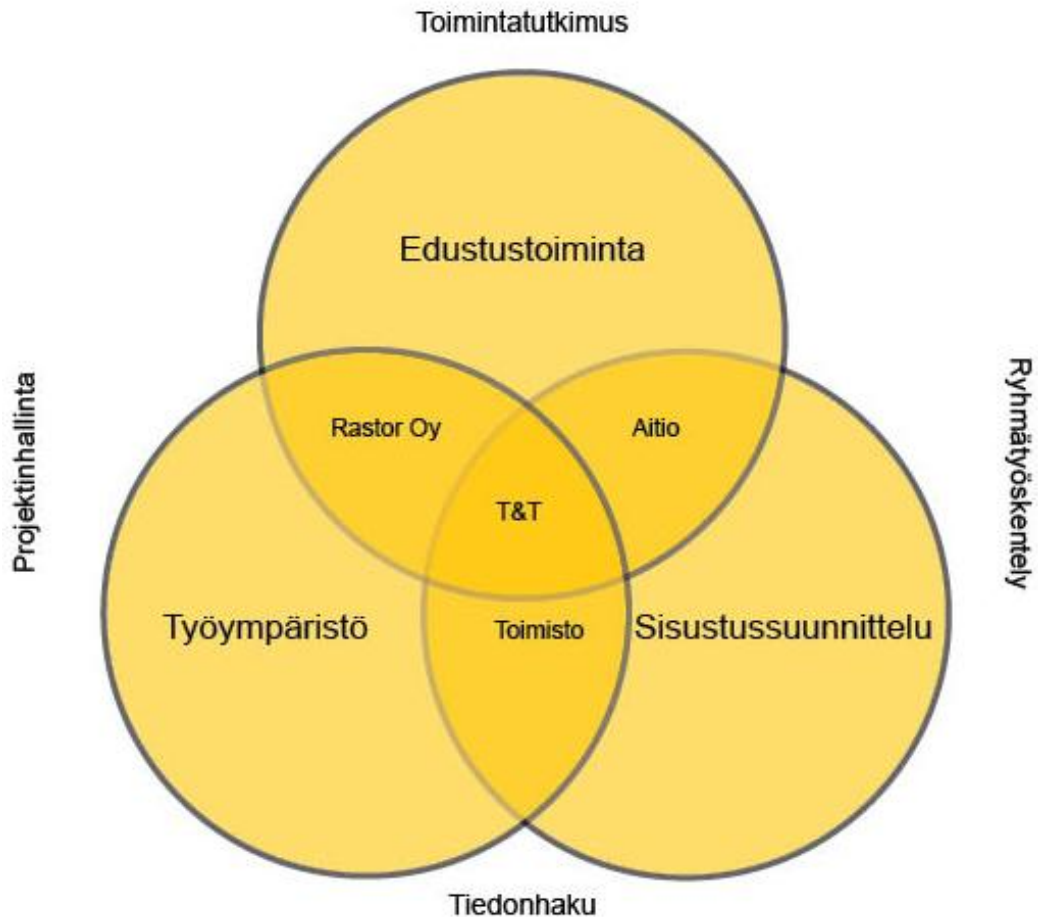 Toimintatutkimus
Edustustoiminta
Projektinhallinta
Ryhmätyöskentely
Rastor Oy
Aitio
T&T
Työympäristö
Toimisto
Sisustussuunnittelu
Tiedonhaku